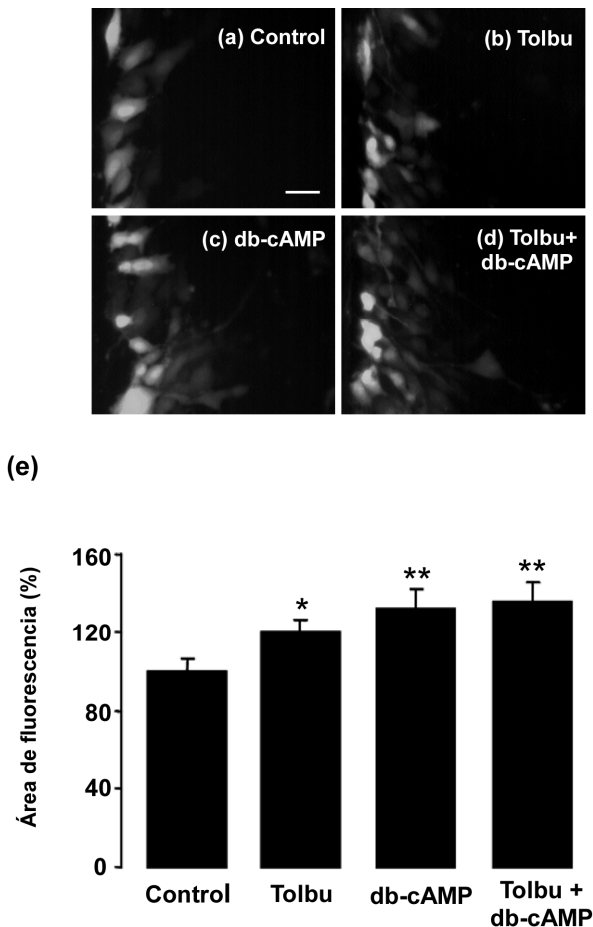 (a) Control
(b) Tolbu
(c) db-cAMP
(d) Tolbu+
db-cAMP
(e)
Área de fluorescencia (%)
160
120
80
40
0
*
**
**
Control
Tolbu
db-cAMP
Tolbu +
db-cAMP